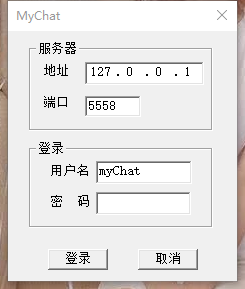 MyChat
服务器
地址 127 . 0 . 0 . 1
端口 5558
登录
用户名 myChat
密 码
登录 取消